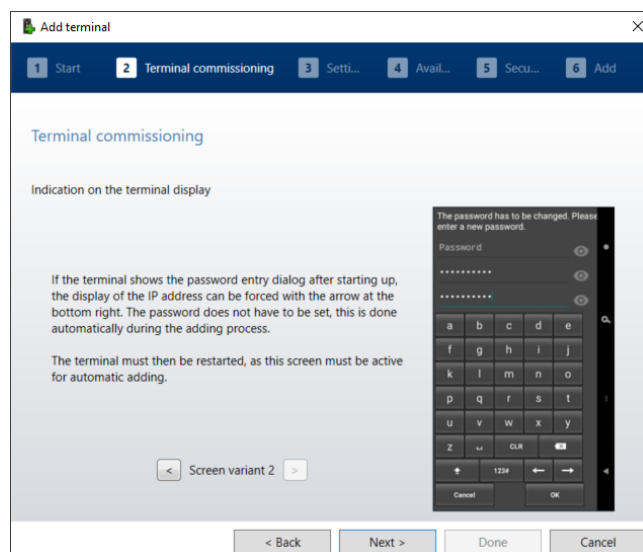 Add terminal
1 Start 2 Terminal commissioning 3 Setti... 4 Avail... 5 Secu... 6 Add
Terminal commissioning
Indication on the terminal display
If the terminal shows the password entry dialog after starting up,
the display of the IP address can be forced with the arrow at the
bottom right. The password does not have to be set, this is done
automatically during the adding process.
The terminal must then be restarted, as this screen must be active
for automatic adding.
< Screen variant 2 >
The password has to be changed. Please
enter a new password.
Password
a b c d e
f g h i j
k l m n o
p q r s t
u v w x y
z CLR
123#
Cancel OK
< Back Next > Done Cancel